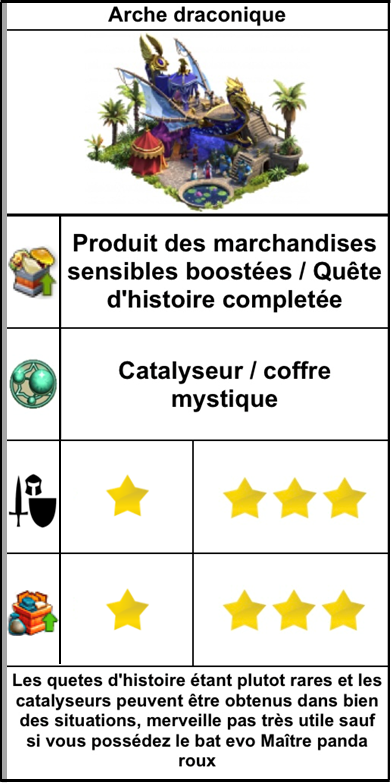 Arche draconique
Produit des marchandises
sensibles boostées / Quête
d'histoire completée
Catalyseur / coffre
mystique
Les quetes d'histoire étant plutot rares et les
catalyseurs peuvent être obtenus dans bien
des situations, merveille pas très utile sauf
si vous possédez le bat evo Maître panda
roux